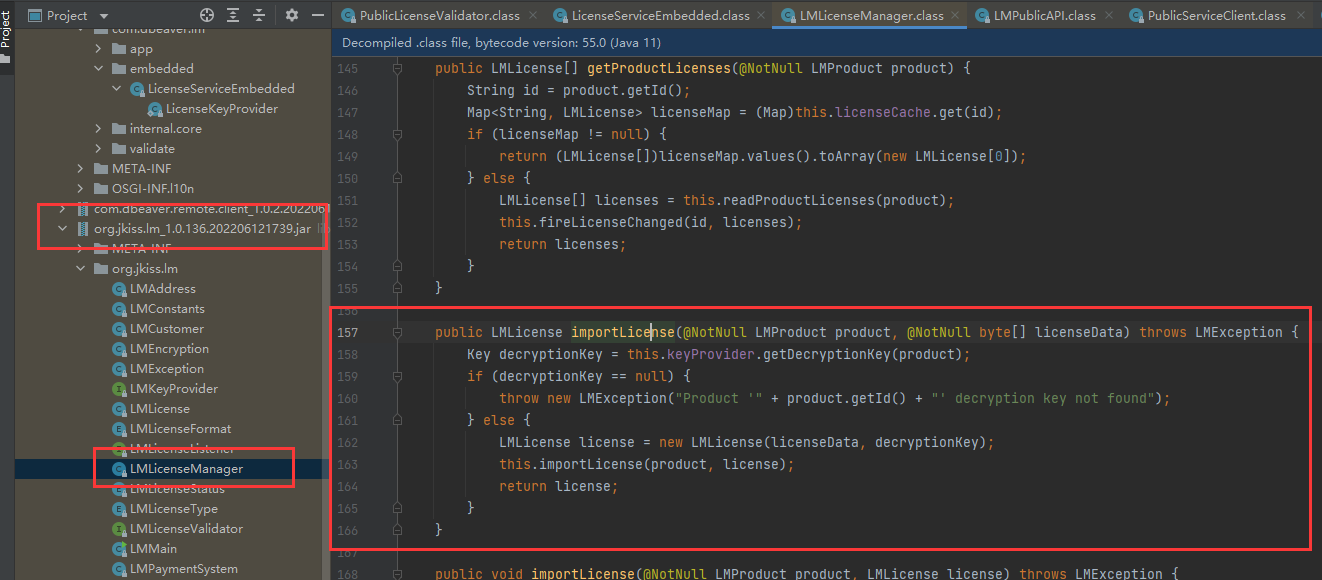 Project
Project
com.dbeaver.lm
app
embedded
LicenseServiceEmbedded
LicenseKeyProvider
internal.core
validate
META-INF
OSGI-INF.l10n
com.dbeaver.remote.client_1.0.2.202206
org.jkiss.lm_1.0.136.202206121739.jar
META-INF
org.jkiss.lm
LMAddress
LMConstants
LMCustomer
LMEncryption
LMException
LMKeyProvider
LMLicense
LMLicenseFormat
LMLicenseListener
LMLicenseManager
LMLicenseStatus
LMLicenseType
LMLicenseValidator
LMMain
LMPaymentSystem
PublicLicenseValidator.class
LicenseServiceEmbedded.class
LMLicenseManager.class
LMPublicAPI.class
PublicServiceClient.class
Decompiled .class file, bytecode version: 55.0 (Java 11)
145 public LMLicense[] getProductLicenses(@NotNull LMProduct product) {
146 String id = product.getId();
147 Map<String, LMLicense> licenseMap = (Map)this.licenseCache.get(id);
148 if (licenseMap != null) {
149 return (LMLicense[])licenseMap.values().toArray(new LMLicense[0]);
150 } else {
151 LMLicense[] licenses = this.readProductLicenses(product);
152 this.fireLicenseChanged(id, licenses);
153 return licenses;
154 }
155 }
156
157 public LMLicense importLicense(@NotNull LMProduct product, @NotNull byte[] licenseData) throws LMException {
158 Key decryptionKey = this.keyProvider.getDecryptionKey(product);
159 if (decryptionKey == null) {
160 throw new LMException("Product '" + product.getId() + "' decryption key not found");
161 } else {
162 LMLicense license = new LMLicense(licenseData, decryptionKey);
163 this.importLicense(product, license);
164 return license;
165 }
166 }
167
168 public void importLicense(@NotNull LMProduct product, LMLicense license) throws LMException {